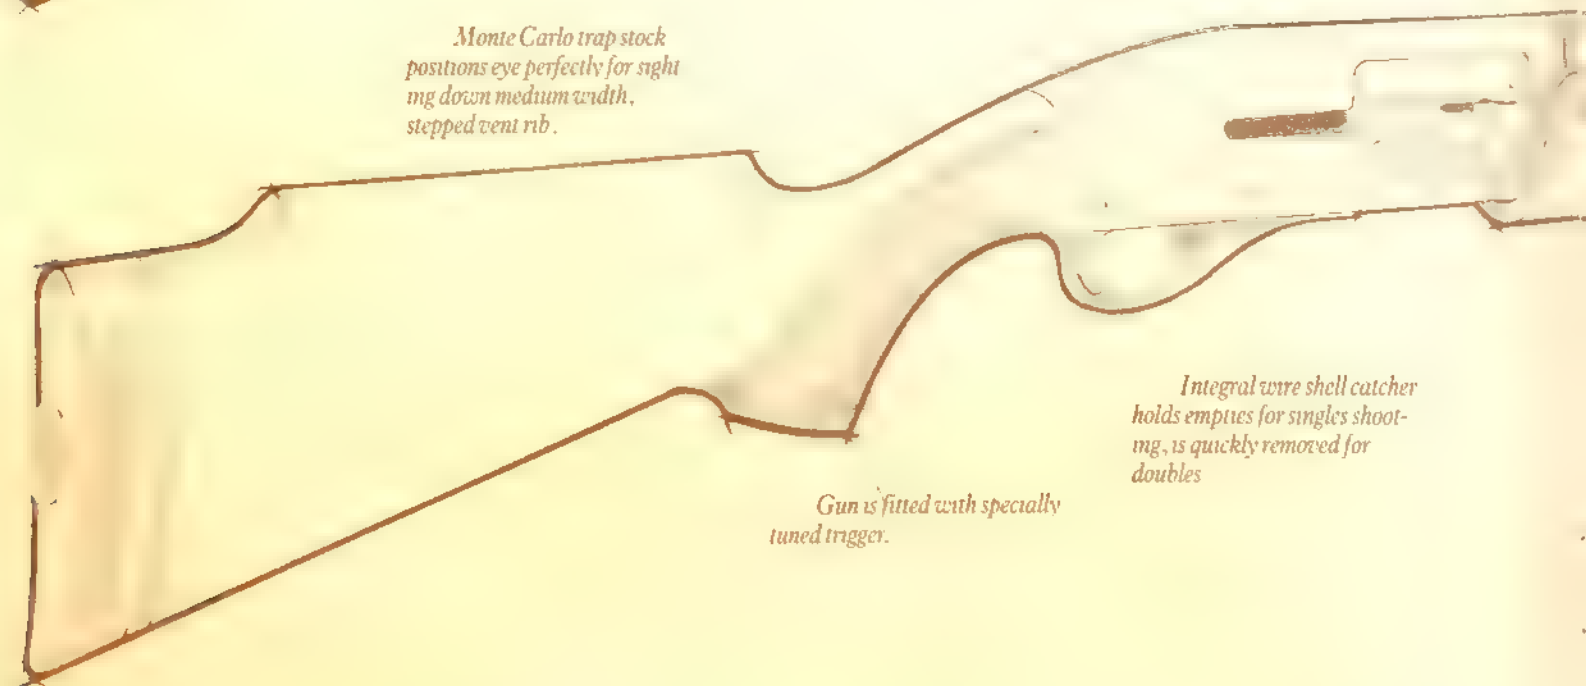 Monte Carlo trap stock
positions eye perfectly for sight
ing down medium width,
stepped vent rib.
Integral wire shell catcher
holds empties for singles shoot-
ing, is quickly removed for
doubles
Gun is fitted with specially
tuned trigger.